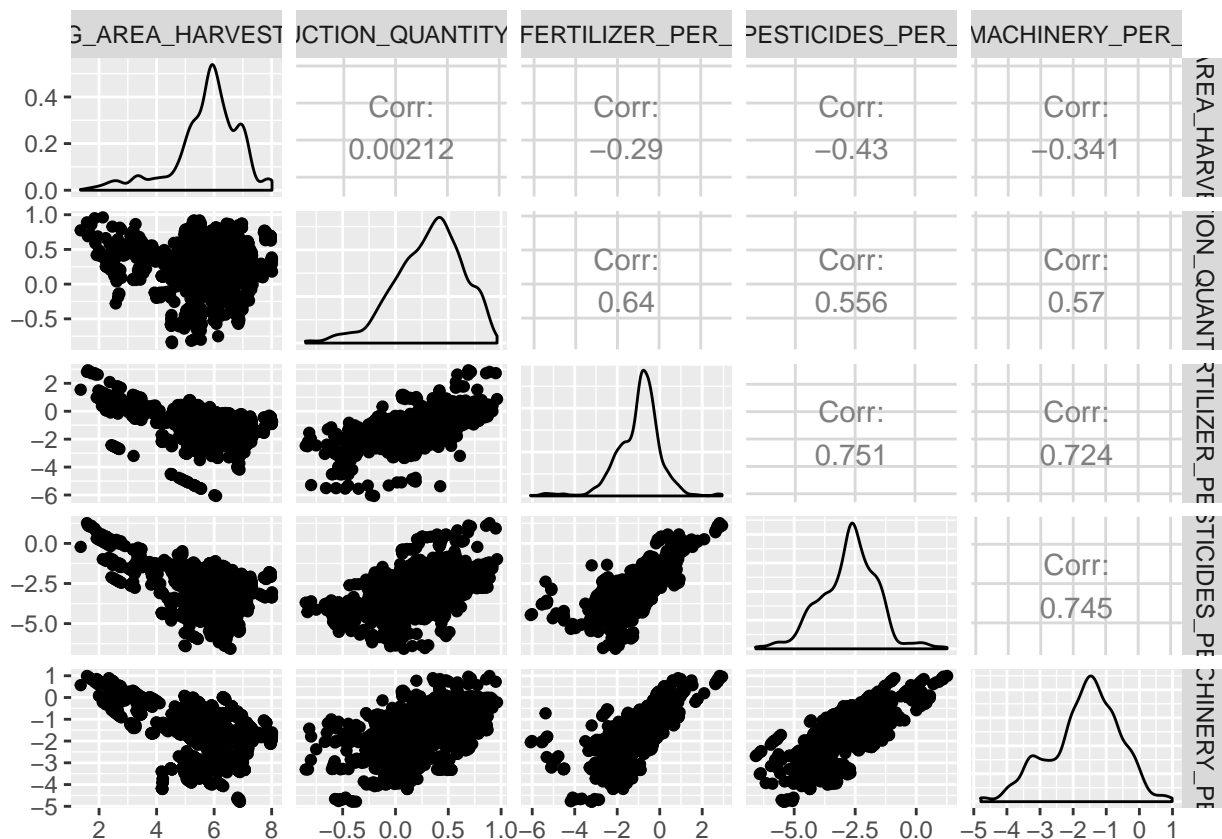 G_AREA_HARVEST
UCTION_QUANTITY
FERTILIZER_PER_
PESTICIDES_PER_
MACHINERY_PER_
0.4
0.2
0.0
Corr:
0.00212
Corr:
−0.29
Corr:
−0.43
Corr:
−0.341
AREA_HARVE
1.0
0.5
0.0
−0.5
Corr:
0.64
Corr:
0.556
Corr:
0.57
ION_QUANT
2
0
−2
−4
−6
Corr:
0.751
Corr:
0.724
RTILIZER_PE
0.0
−2.5
−5.0
Corr:
0.745
STICIDES_PE
1
0
−1
−2
−3
−4
−5
CHINERY_PE
2 4 6 8
−0.5 0.0 0.5 1.0
−6 −4 −2 0 2
−5.0 −2.5 0.0
−5 −4 −3 −2 −1 0 1